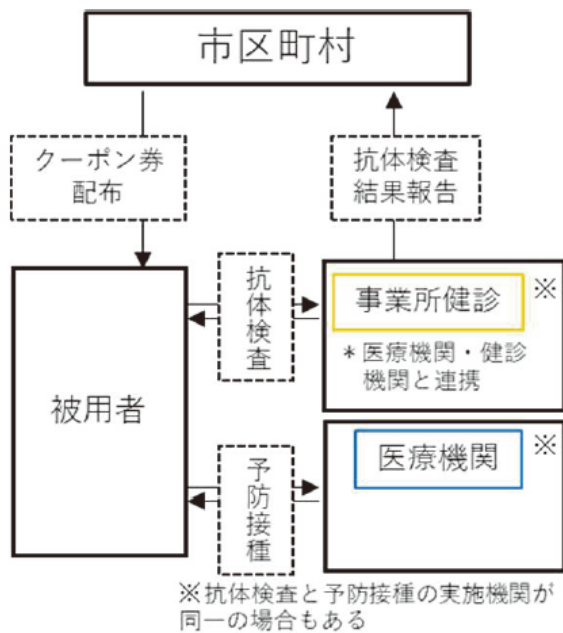 市区町村
クーポン券
配布
抗体検査
結果報告
被用者
抗体検査
事業所健診
※
＊医療機関・健診
機関と連携
予防接種
医療機関
※
※抗体検査と予防接種の実施機関が
同一の場合もある